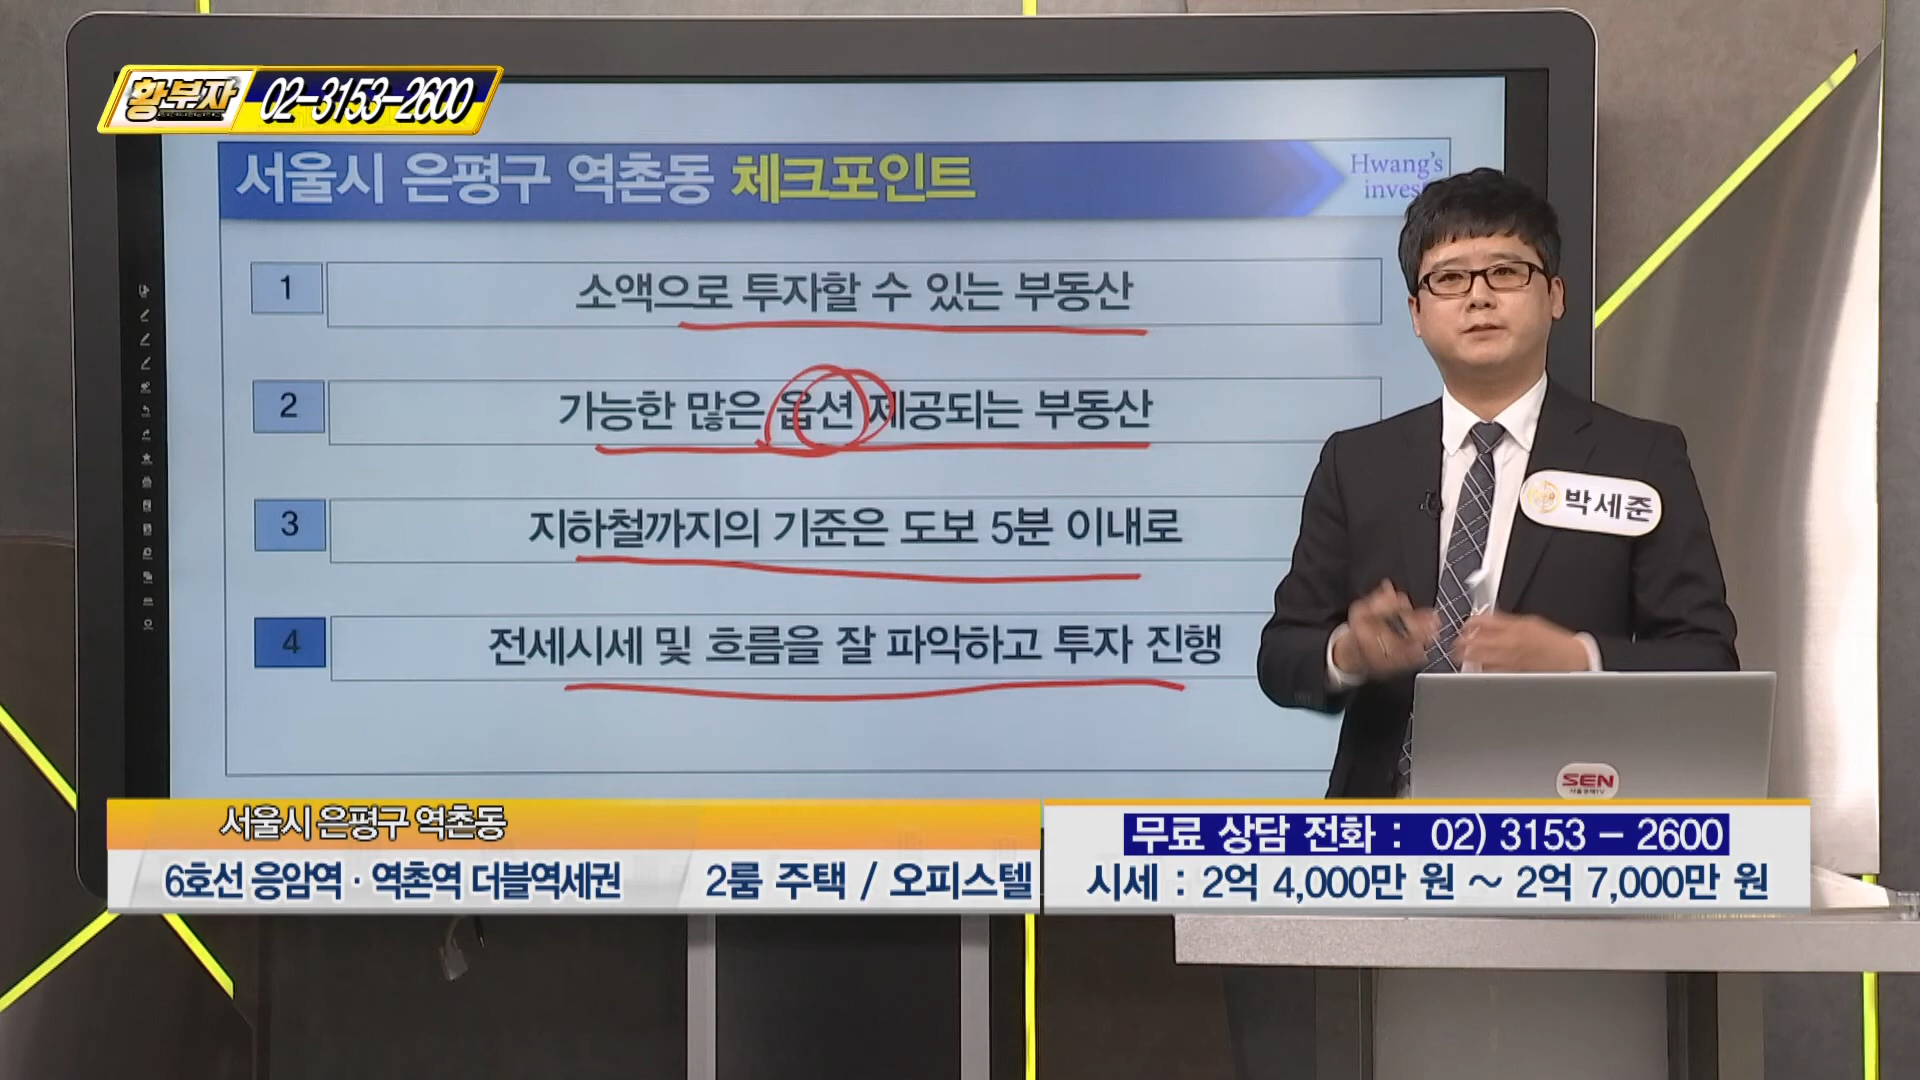 황부자 02-3153-2600
서울시 은평구 역촌동 체크포인트
Hwang's
inves
1 소액으로 투자할 수 있는 부동산
2 가능한 많은 옵션 제공되는 부동산
3 지하철까지의 기준은 도보 5분 이내로
4 전세시세 및 흐름을 잘 파악하고 투자 진행
박세준
SEN
서울경제TV
서울시 은평구 역촌동
6호선 응암역 · 역촌역 더블역세권 2룸 주택 / 오피스텔
무료 상담 전화 : 02) 3153 - 2600
시세 : 2억 4,000만 원 ~ 2억 7,000만 원